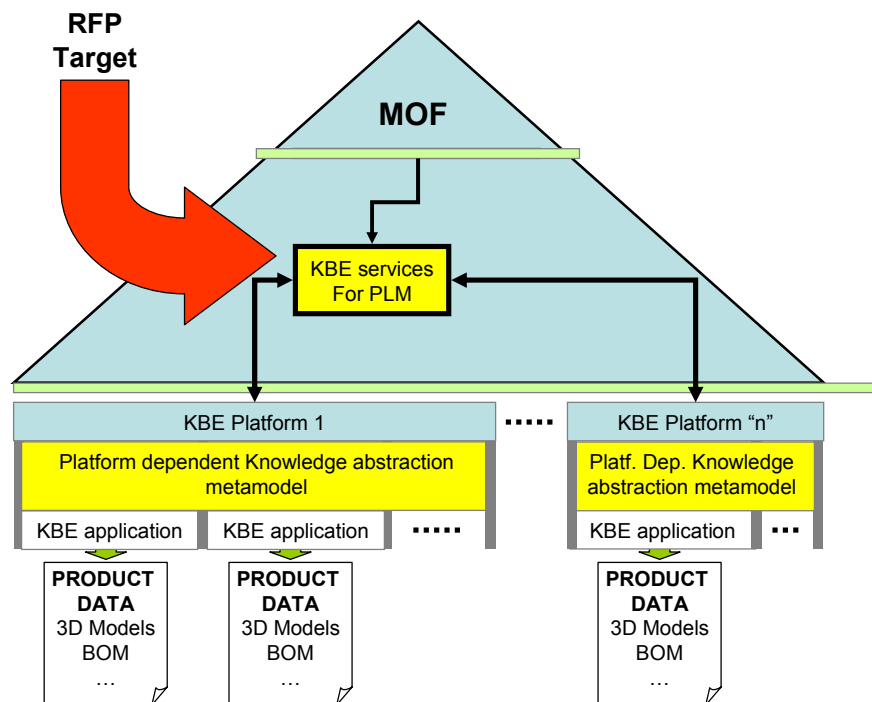 RFP
Target
MOF
KBE services
For PLM
KBE Platform 1
.....
KBE Platform “n”
Platform dependent Knowledge abstraction
metamodel
Platf. Dep. Knowledge
abstraction metamodel
KBE application
KBE application
.....
KBE application
...
PRODUCT
DATA
3D Models
BOM
…
PRODUCT
DATA
3D Models
BOM
…
PRODUCT
DATA
3D Models
BOM
…